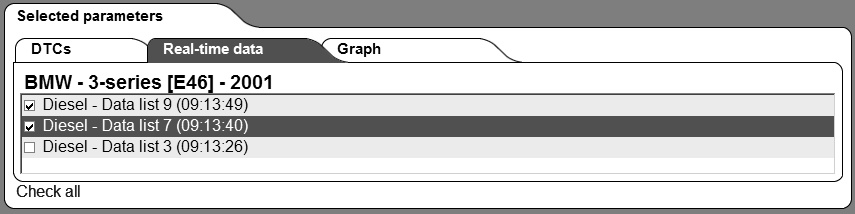 Selected parameters
DTCs Real-time data Graph
BMW - 3-series [E46] - 2001
Diesel - Data list 9 (09:13:49)
Diesel - Data list 7 (09:13:40)
Diesel - Data list 3 (09:13:26)
Check all